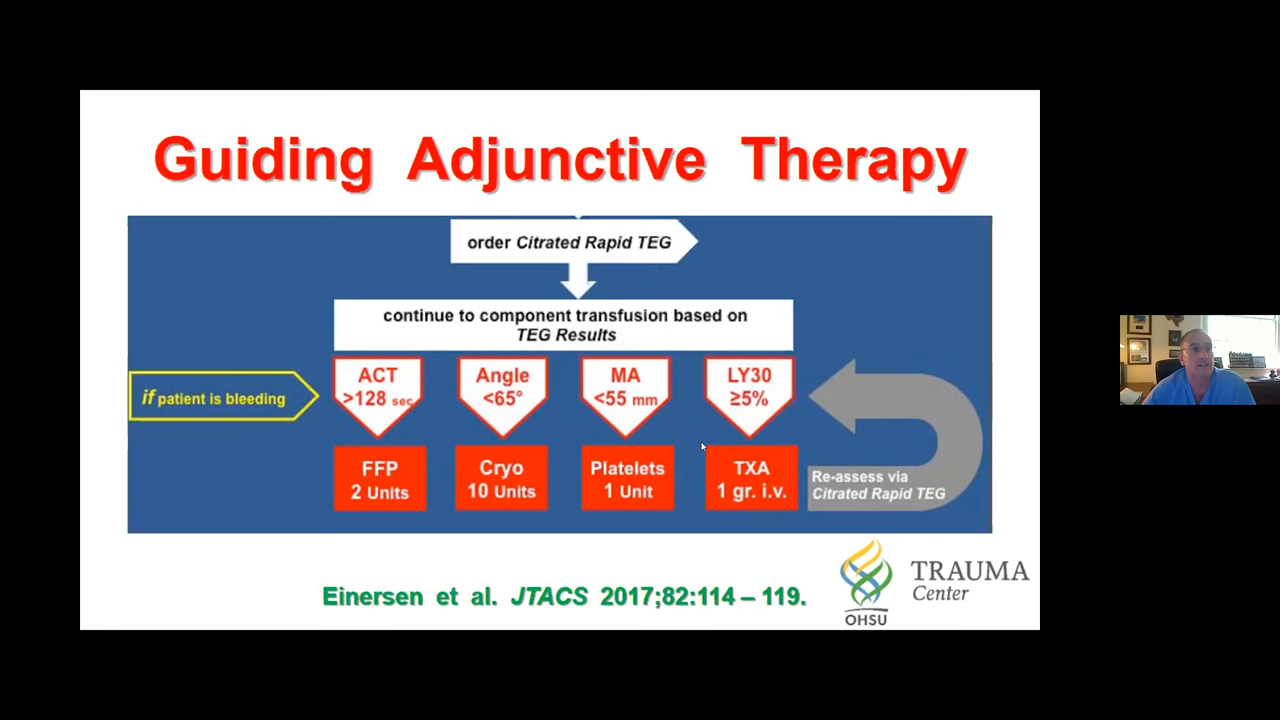 Guiding Adjunctive Therapy
order Citrated Rapid TEG
continue to component transfusion based on
TEG Results
if patient is bleeding
ACT
>128 sec
Angle
<65°
MA
<55 mm
LY30
≥5%
FFP
2 Units
Cryo
10 Units
Platelets
1 Unit
TXA
1 gr. i.v.
Re-assess via
Citrated Rapid TEG
Einersen et al. JTACS 2017;82:114 – 119.
TRAUMA
Center
OHSU